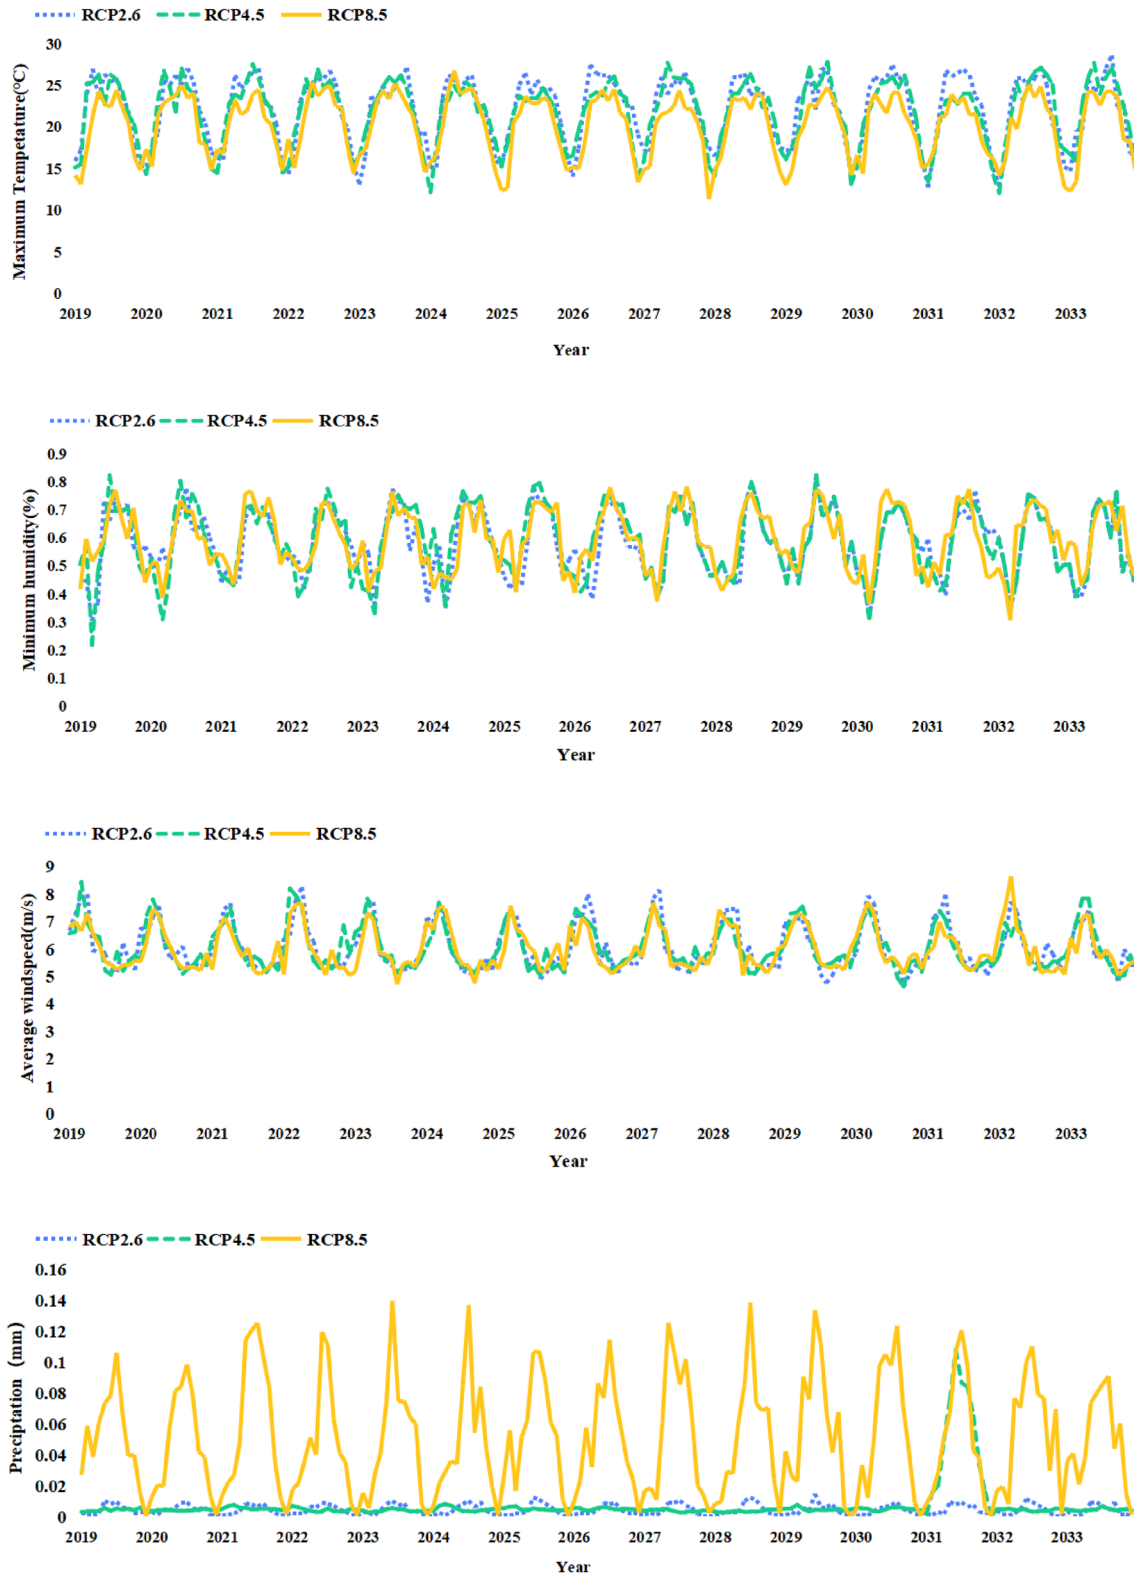 RCP2.6 RCP4.5 RCP8.5
Maximum Tempetature(°C)
30
25
20
15
10
5
0
2019 2020 2021 2022 2023 2024 2025 2026 2027 2028 2029 2030 2031 2032 2033
Year
RCP2.6 RCP4.5 RCP8.5
Minimum humidity(%)
0.9
0.8
0.7
0.6
0.5
0.4
0.3
0.2
0.1
0
2019 2020 2021 2022 2023 2024 2025 2026 2027 2028 2029 2030 2031 2032 2033
Year
RCP2.6 RCP4.5 RCP8.5
Average windspeed(m/s)
9
8
7
6
5
4
3
2
1
0
2019 2020 2021 2022 2023 2024 2025 2026 2027 2028 2029 2030 2031 2032 2033
Year
RCP2.6 RCP4.5 RCP8.5
Preciptation (mm)
0.16
0.14
0.12
0.1
0.08
0.06
0.04
0.02
0
2019 2020 2021 2022 2023 2024 2025 2026 2027 2028 2029 2030 2031 2032 2033
Year